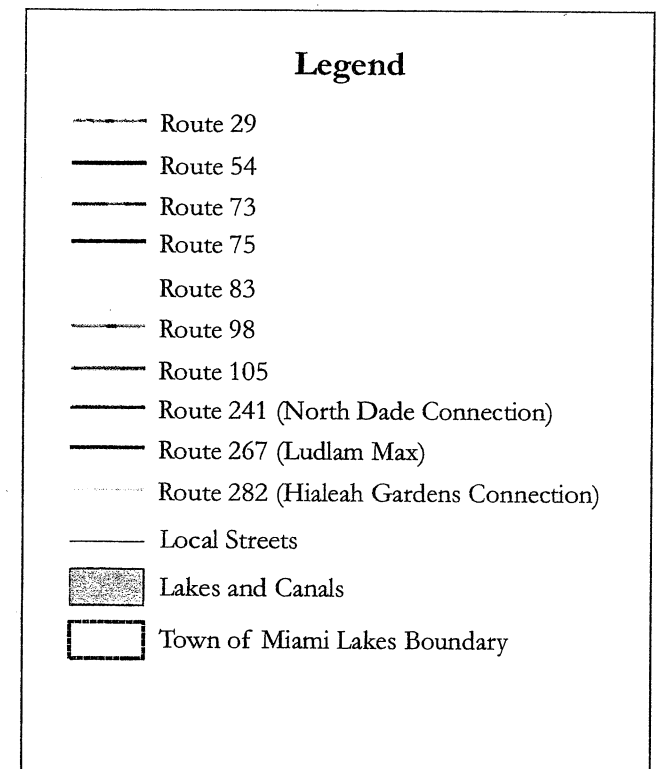 Legend
Route 29
Route 54
Route 73
Route 75
Route 83
Route 98
Route 105
Route 241 (North Dade Connection)
Route 267 (Ludlam Max)
Route 282 (Hialeah Gardens Connection)
Local Streets
Lakes and Canals
Town of Miami Lakes Boundary